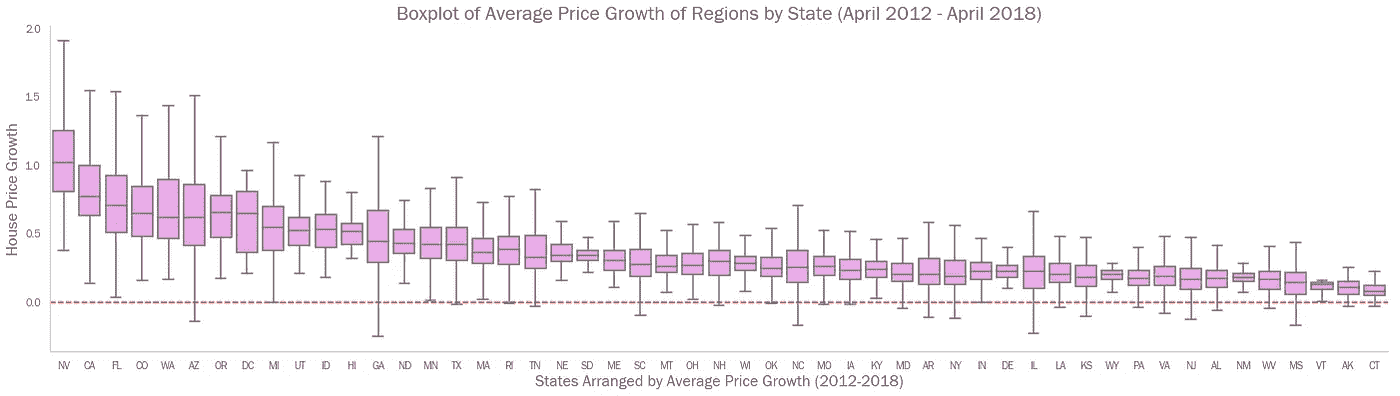 Boxplot of Average Price Growth of Regions by State (April 2012 - April 2018)
House Price Growth
2.0
1.5
1.0
0.5
0.0
NV CA FL CO WA AZ OR DC MI UT ID HI GA ND MN TX MA RI TN NE SD ME SC MT OH NH WI OK NC MO IA KY MD AR NY IN DE IL LA KS WY PA VA NJ AL NM WV MS VT AK CT
States Arranged by Average Price Growth (2012-2018)